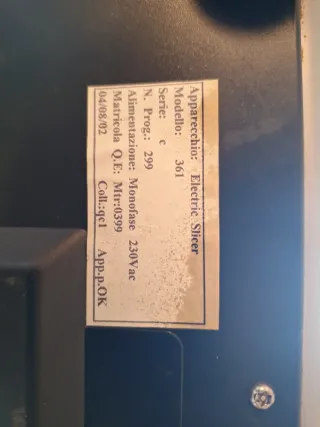 Apparecchio: Electric Slicer
Modello: 361
Serie: c
N. Prog.: 299
Alimentazione: Monofase 230Vac
Matricola Q.E: Mtr:0399
04/08/02 Coll.:qc1 App-p.OK